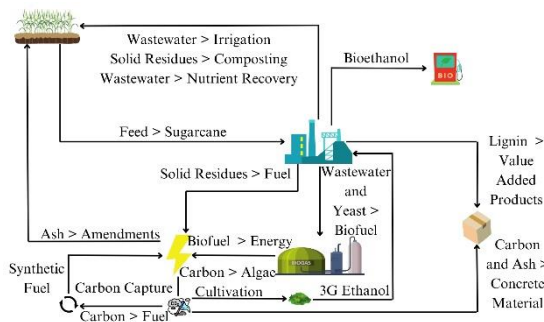 Wastewater > Irrigation
Solid Residues > Composting
Wastewater > Nutrient Recovery
Bioethanol
BIO
Feed > Sugarcane
Lignin >
Value
Added
Products
Solid Residues > Fuel
Wastewater
and
Yeast >
Biofuel
Ash > Amendments
Biofuel > Energy
BIOGAS
Carbon > Algae
Carbon
and Ash >
Concrete
Material
Synthetic
Fuel
Carbon Capture
Cultivation
3G Ethanol
Carbon > Fuel